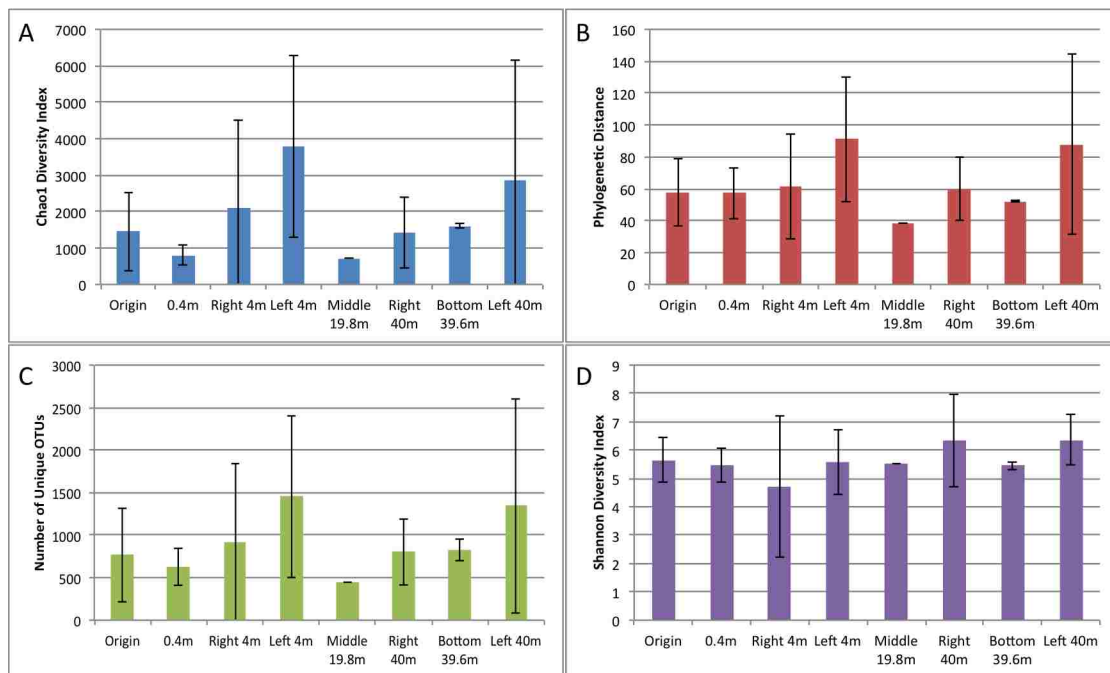 A
Chao1 Diversity Index
7000
6000
5000
4000
3000
2000
1000
0
Origin 0.4m Right 4m Left 4m Middle Right Bottom Left 40m
19.8m 40m 39.6m
B
Phylogenetic Distance
160
140
120
100
80
60
40
20
0
Origin 0.4m Right 4m Left 4m Middle Right Bottom Left 40m
19.8m 40m 39.6m
C
Number of Unique OTUs
3000
2500
2000
1500
1000
500
0
Origin 0.4m Right 4m Left 4m Middle Right Bottom Left 40m
19.8m 40m 39.6m
D
Shannon Diversity Index
9
8
7
6
5
4
3
2
1
0
Origin 0.4m Right 4m Left 4m Middle Right Bottom Left 40m
19.8m 40m 39.6m